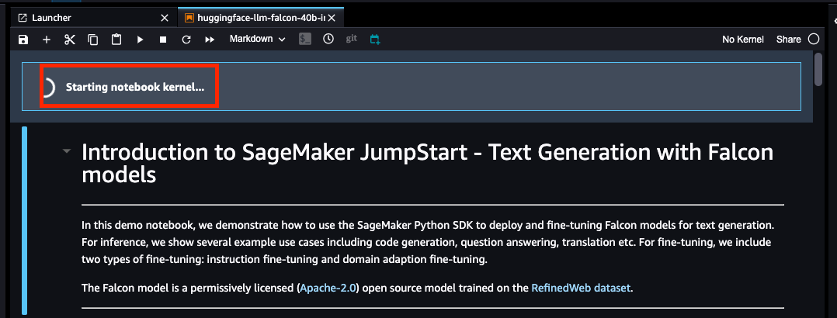 Launcher
huggingface-llm-falcon-40b-in
Markdown
git
No Kernel
Share
Starting notebook kernel...
Introduction to SageMaker JumpStart - Text Generation with Falcon
models
In this demo notebook, we demonstrate how to use the SageMaker Python SDK to deploy and fine-tuning Falcon models for text generation.
For inference, we show several example use cases including code generation, question answering, translation etc. For fine-tuning, we include
two types of fine-tuning: instruction fine-tuning and domain adaption fine-tuning.
The Falcon model is a permissively licensed (Apache-2.0) open source model trained on the RefinedWeb dataset.